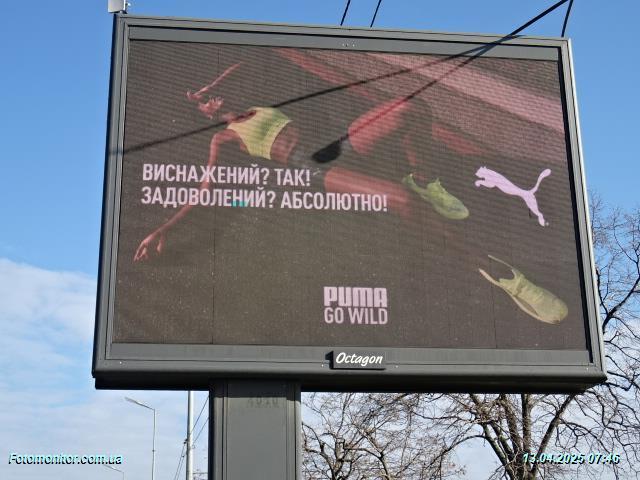 ВИСНАЖЕНИЙ? ТАК!
ЗАДОВОЛЕНИЙ? АБСОЛЮТНО!
PUMA
GO WILD
Octagon
Fotomonitor.com.ua
13.04.2025 07:46